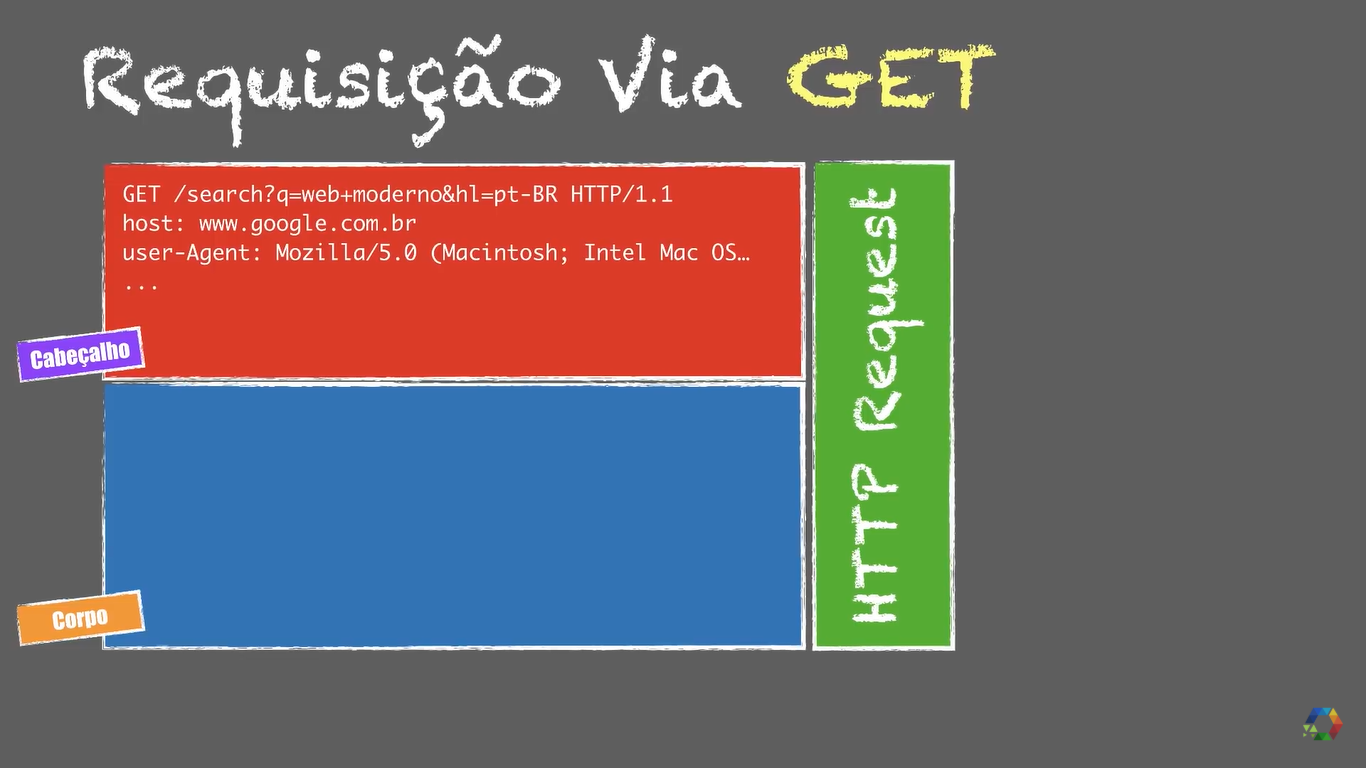 Requisição Via GET
GET /search?q=web+moderno&hl=pt-BR HTTP/1.1
host: www.google.com.br
user-Agent: Mozilla/5.0 (Macintosh; Intel Mac OS…
...
Cabeçalho
Corpo
HTTP Request